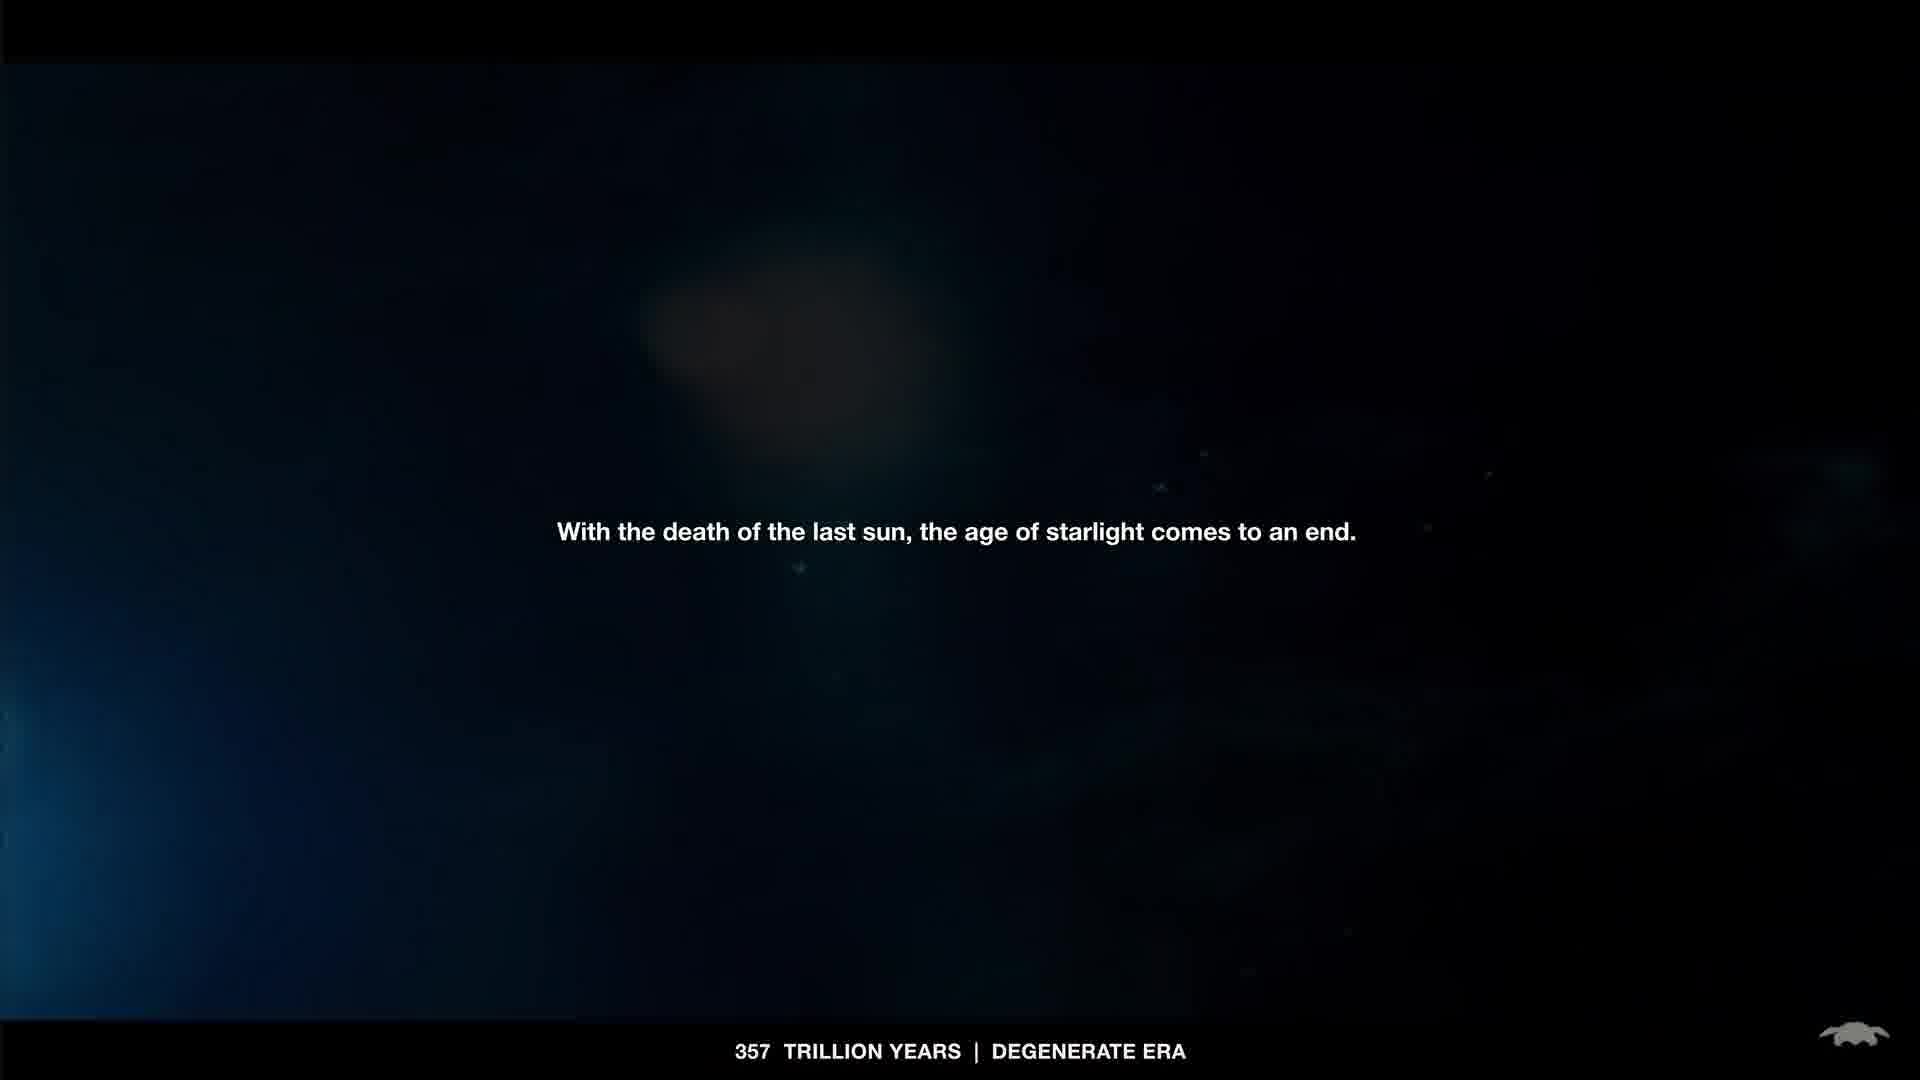 With the death of the last sun, the age of starlight comes to an end.
357 TRILLION YEARS | DEGENERATE ERA